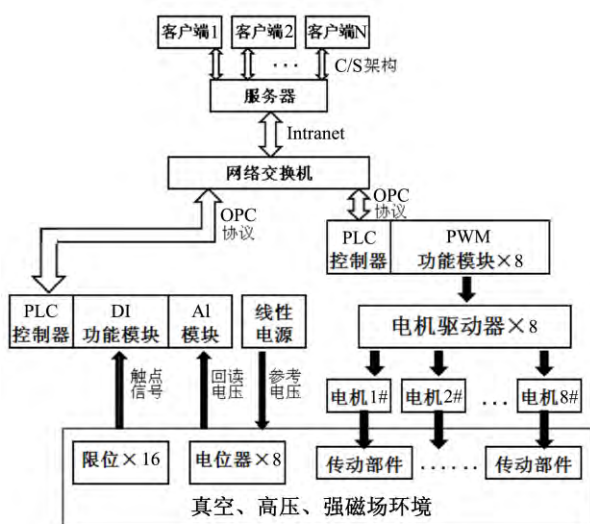 客户端1
客户端2
客户端N
...
C/S架构
服务器
Intranet
网络交换机
OPC
协议
OPC
协议
PLC
控制器
PWM
功能模块×8
PLC
控制器
DI
功能模块
AI
模块
线性
电源
电机驱动器×8
触点
信号
回读
电压
参考
电压
电机1#
电机2#
...
电机8#
限位×16
电位器×8
传动部件
......
传动部件
真空、高压、强磁场环境